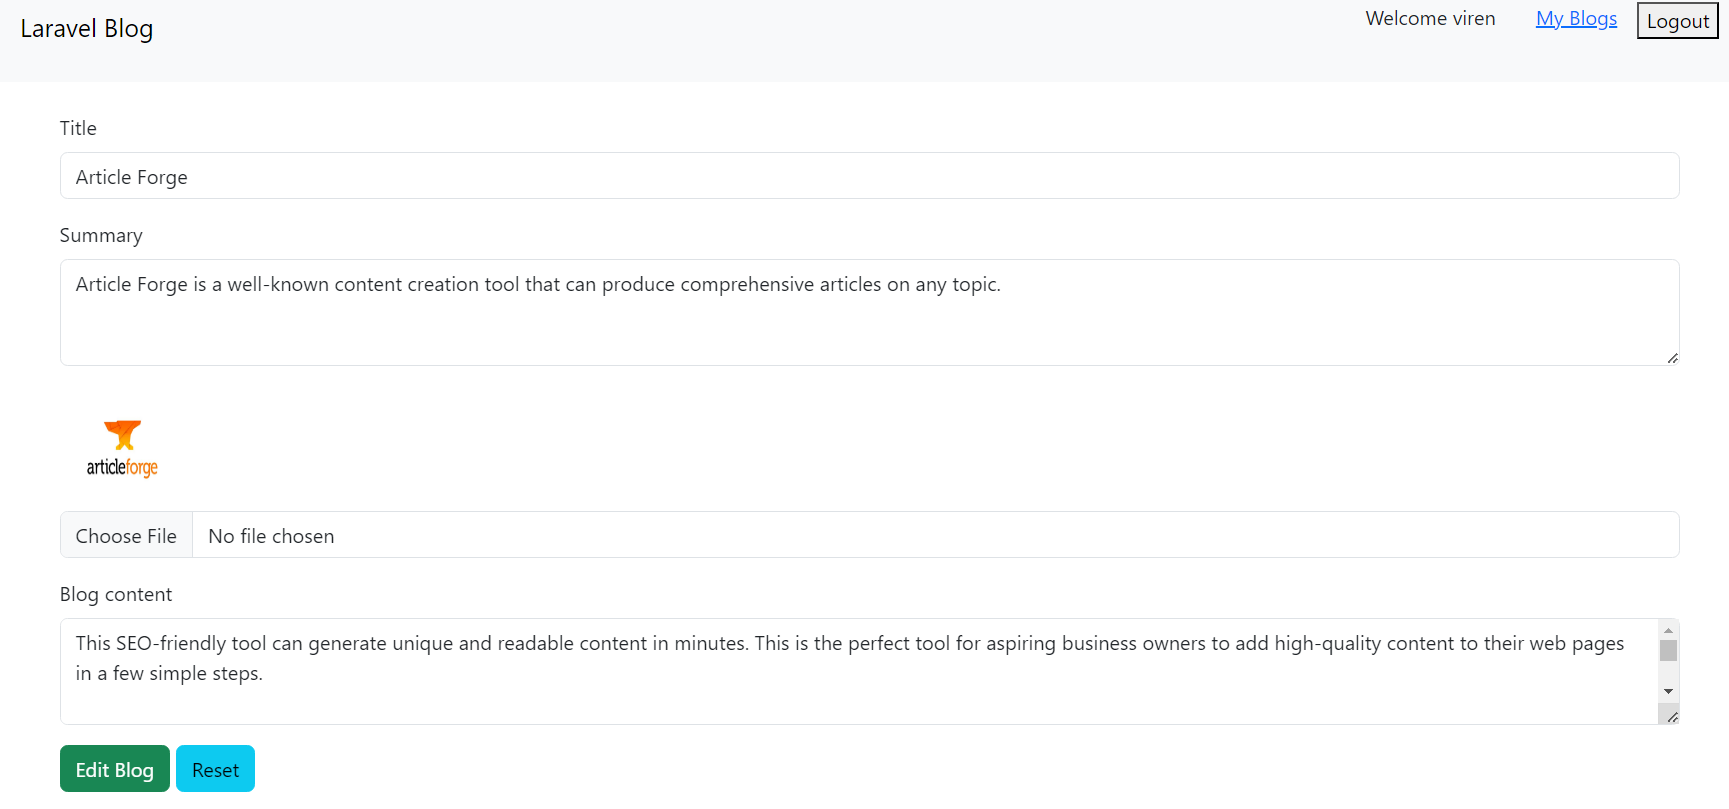 Laravel Blog
Welcome viren
My Blogs
Logout
Title
Article Forge
Summary
Article Forge is a well-known content creation tool that can produce comprehensive articles on any topic.
articleforge
Choose File
No file chosen
Blog content
This SEO-friendly tool can generate unique and readable content in minutes. This is the perfect tool for aspiring business owners to add high-quality content to their web pages
in a few simple steps.
Edit Blog
Reset